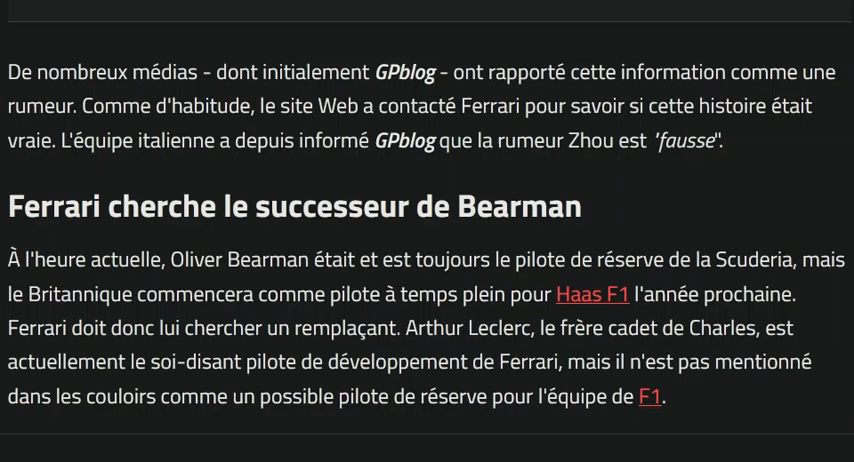 De nombreux médias - dont initialement GPblog - ont rapporté cette information comme une
rumeur. Comme d'habitude, le site Web a contacté Ferrari pour savoir si cette histoire était
vraie. L'équipe italienne a depuis informé GPblog que la rumeur Zhou est 'fausse".
Ferrari cherche le successeur de Bearman
À l'heure actuelle, Oliver Bearman était et est toujours le pilote de réserve de la Scuderia, mais
le Britannique commencera comme pilote à temps plein pour Haas F1 l'année prochaine.
Ferrari doit donc lui chercher un remplaçant. Arthur Leclerc, le frère cadet de Charles, est
actuellement le soi-disant pilote de développement de Ferrari, mais il n'est pas mentionné
dans les couloirs comme un possible pilote de réserve pour l'équipe de F1.